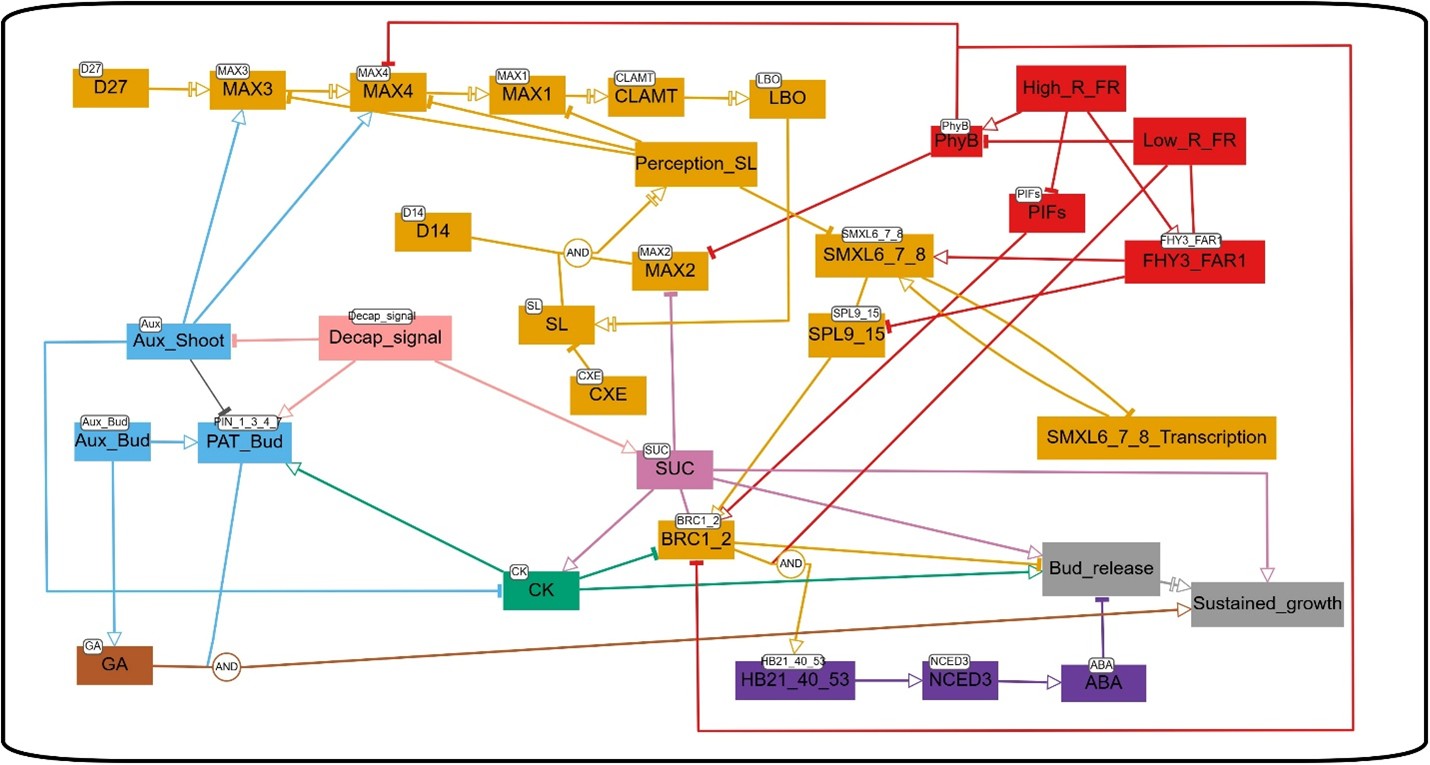 D27
D27
MAX3
MAX3
MAX4
MAX4
MAX1
MAX1
CLAMT
CLAMT
LBO
LBO
High_R_FR
PhyB
PhyB
Low_R_FR
Perception_SL
PIFs
PIFs
D14
D14
AND
MAX2
MAX2
SMXL6_7_8
SMXL6_7_8
FHY3_FAR1
FHY3_FAR1
SL
SL
SPL9_15
SPL9_15
Aux
Aux_Shoot
Decap_signal
Decap_signal
CXE
CXE
Aux_Bud
Aux_Bud
PIN_1_3_4_7
PAT_Bud
SMXL6_7_8_Transcription
SUC
SUC
BRC1_2
BRC1_2
AND
Bud_release
CK
CK
Sustained_growth
GA
GA
AND
HB21_40_53
HB21_40_53
NCED3
NCED3
ABA
ABA